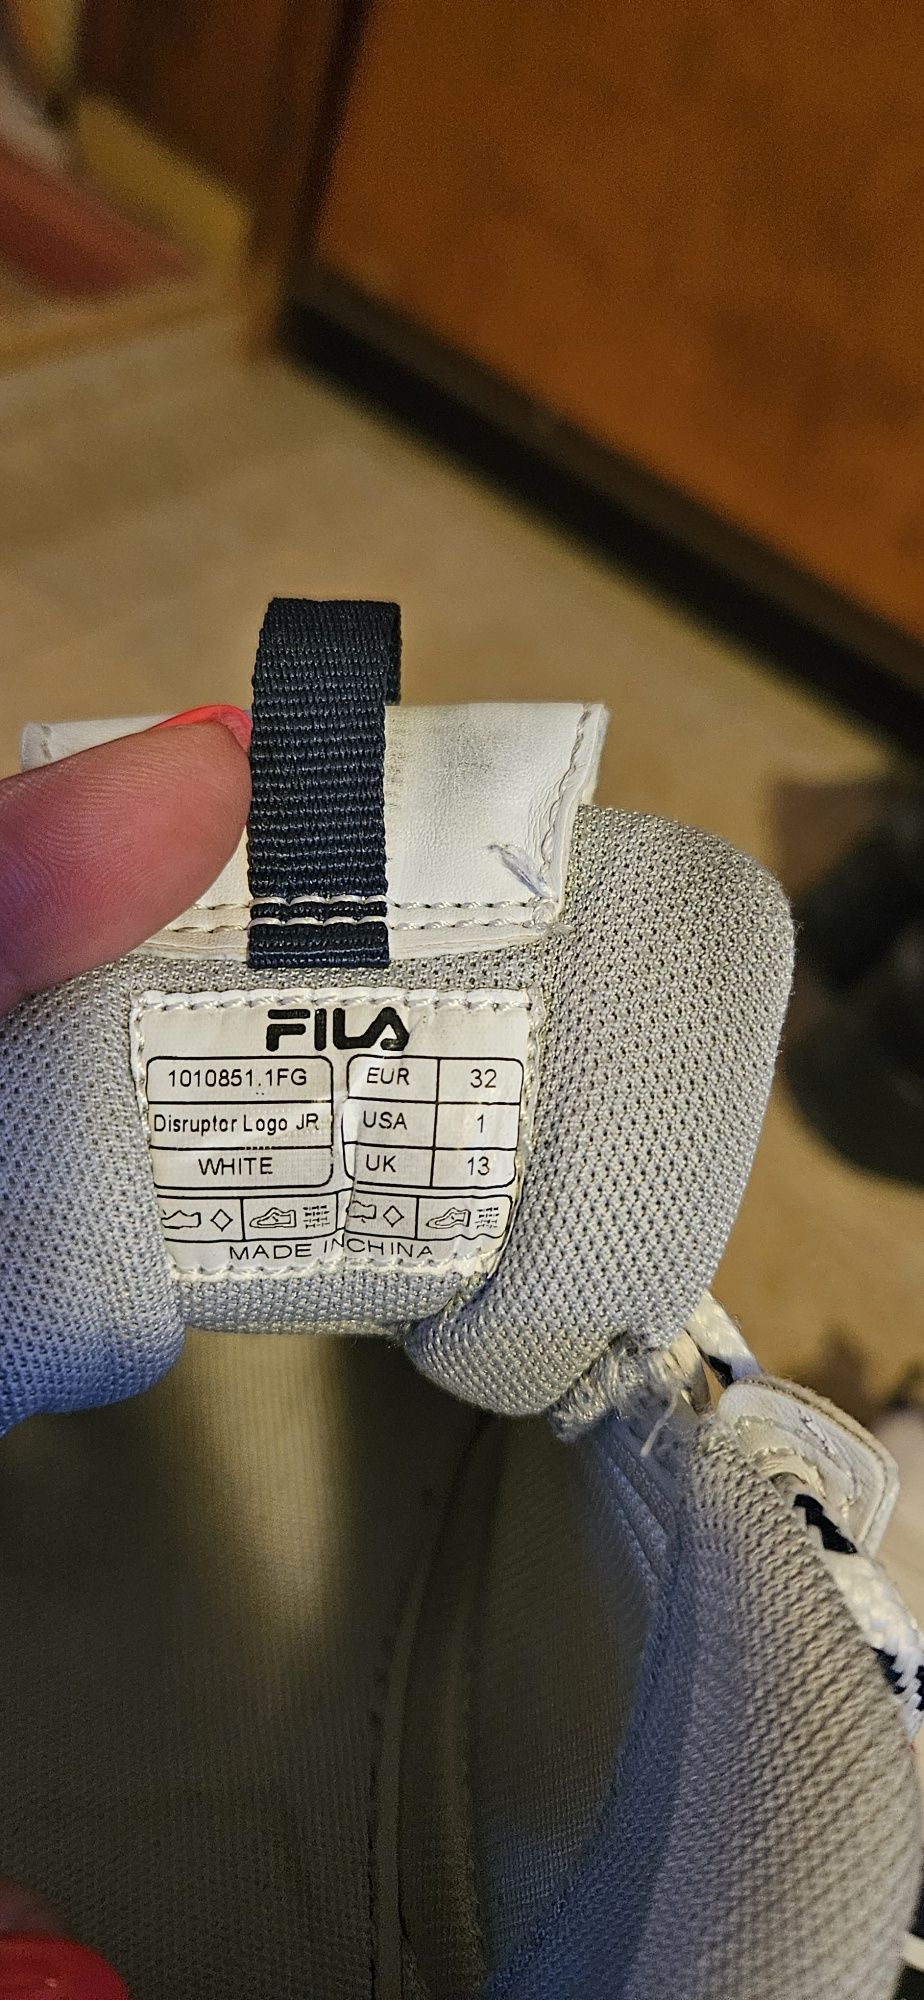 FILA
1010851.1FG
Disruptor Logo JR
WHITE
EUR 32
USA 1
UK 13
MADE IN CHINA